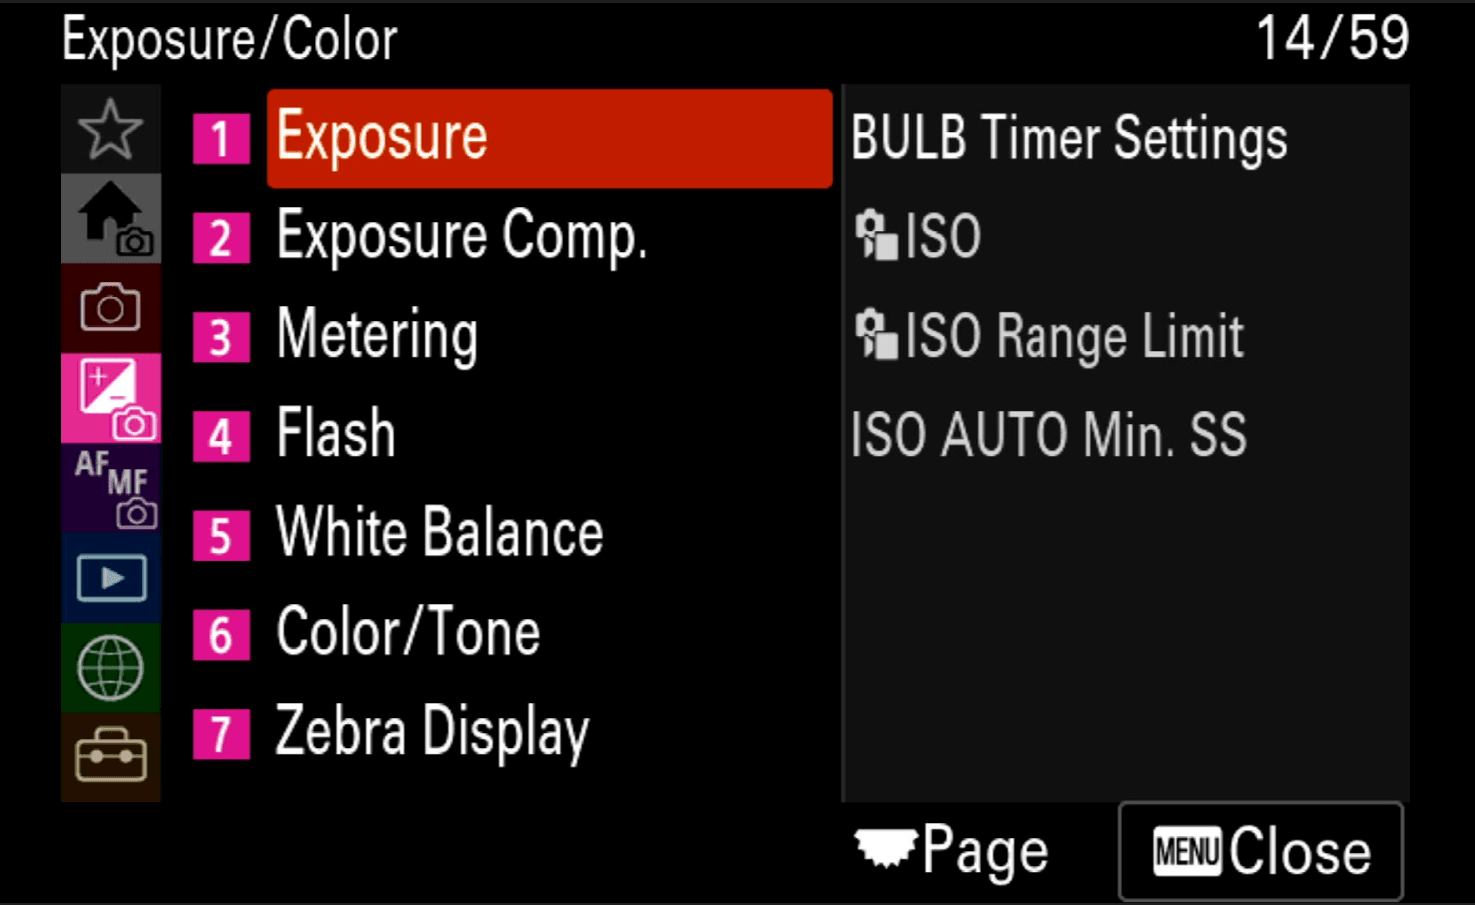 Exposure/Color 14/59
1 Exposure
2 Exposure Comp.
3 Metering
4 Flash
5 White Balance
6 Color/Tone
7 Zebra Display
AF MF
BULB Timer Settings
ISO
ISO Range Limit
ISO AUTO Min. SS
Page MENU Close